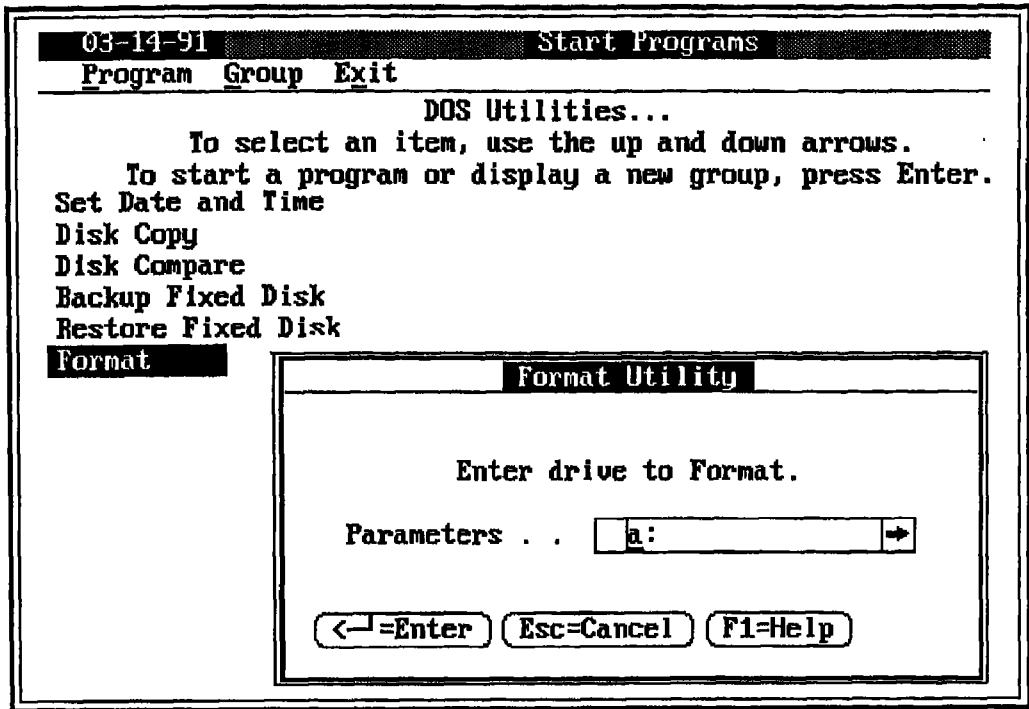 03-14-91 Start Programs
Program Group Exit
DOS Utilities...
To select an item, use the up and down arrows.
To start a program or display a new group, press Enter.
Set Date and Time
Disk Copy
Disk Compare
Backup Fixed Disk
Restore Fixed Disk
Format
Format Utility
Enter drive to Format.
Parameters . . a:
<─┘=Enter Esc=Cancel F1=Help